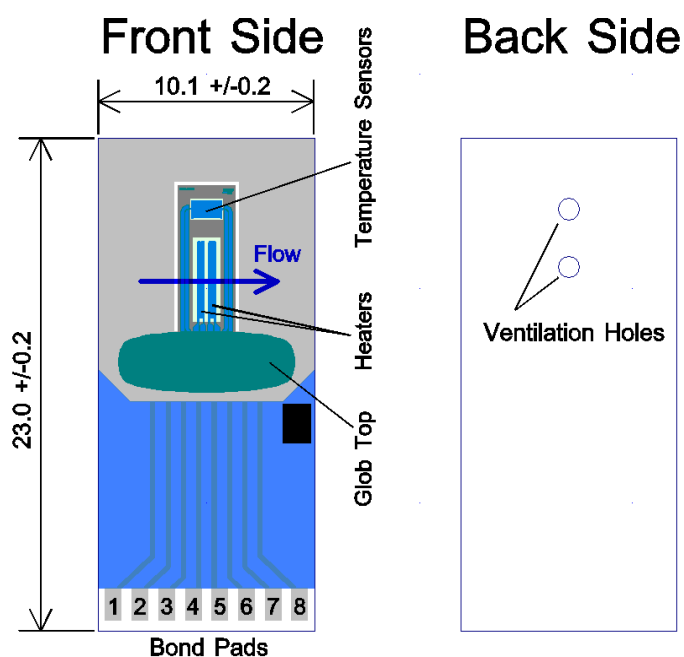 Front Side
Back Side
10.1 +/-0.2
Temperature Sensors
Flow
23.0 +/-0.2
Heaters
Ventilation Holes
Glob Top
1 2 3 4 5 6 7 8
Bond Pads